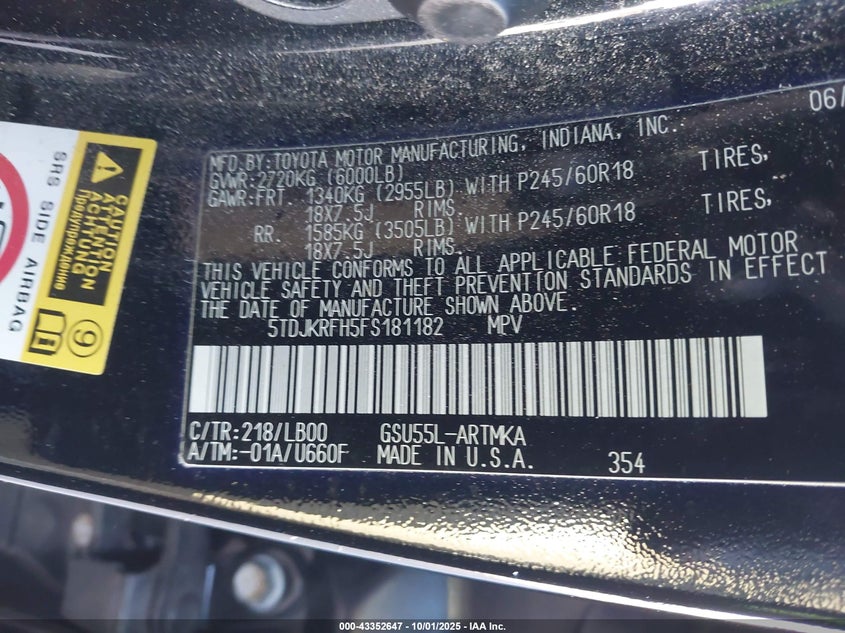 06/
MFD.BY:TOYOTA MOTOR MANUFACTURING, INDIANA, INC.
GVWR:2720KG (6000LB)
GAWR:FRT. 1340KG (2955LB) WITH P245/60R18 TIRES,
18X7.5J RIMS.
RR. 1585KG (3505LB) WITH P245/60R18 TIRES,
18X7.5J RIMS.
THIS VEHICLE CONFORMS TO ALL APPLICABLE FEDERAL MOTOR
VEHICLE SAFETY AND THEFT PREVENTION STANDARDS IN EFFECT
THE DATE OF MANUFACTURE SHOWN ABOVE.
5TDJKRFH5FS181182 MPV
C/TR:218/LB00 GSU55L-ARTMKA
A/TM:-01A/U660F MADE IN U.S.A. 354
CAUTION
ATTENTION
ACHTUNG
Предупреждение
SRS SIDE AIRBAG
9
000-43352647 - 10/01/2025 - IAA Inc.